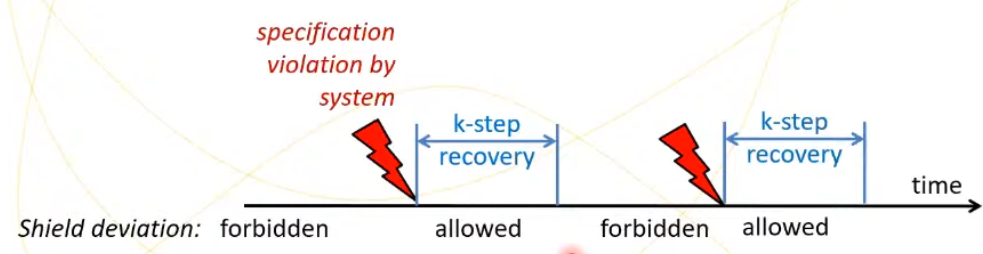 specification
violation by
system
k-step
recovery
k-step
recovery
time
Shield deviation: forbidden allowed forbidden allowed